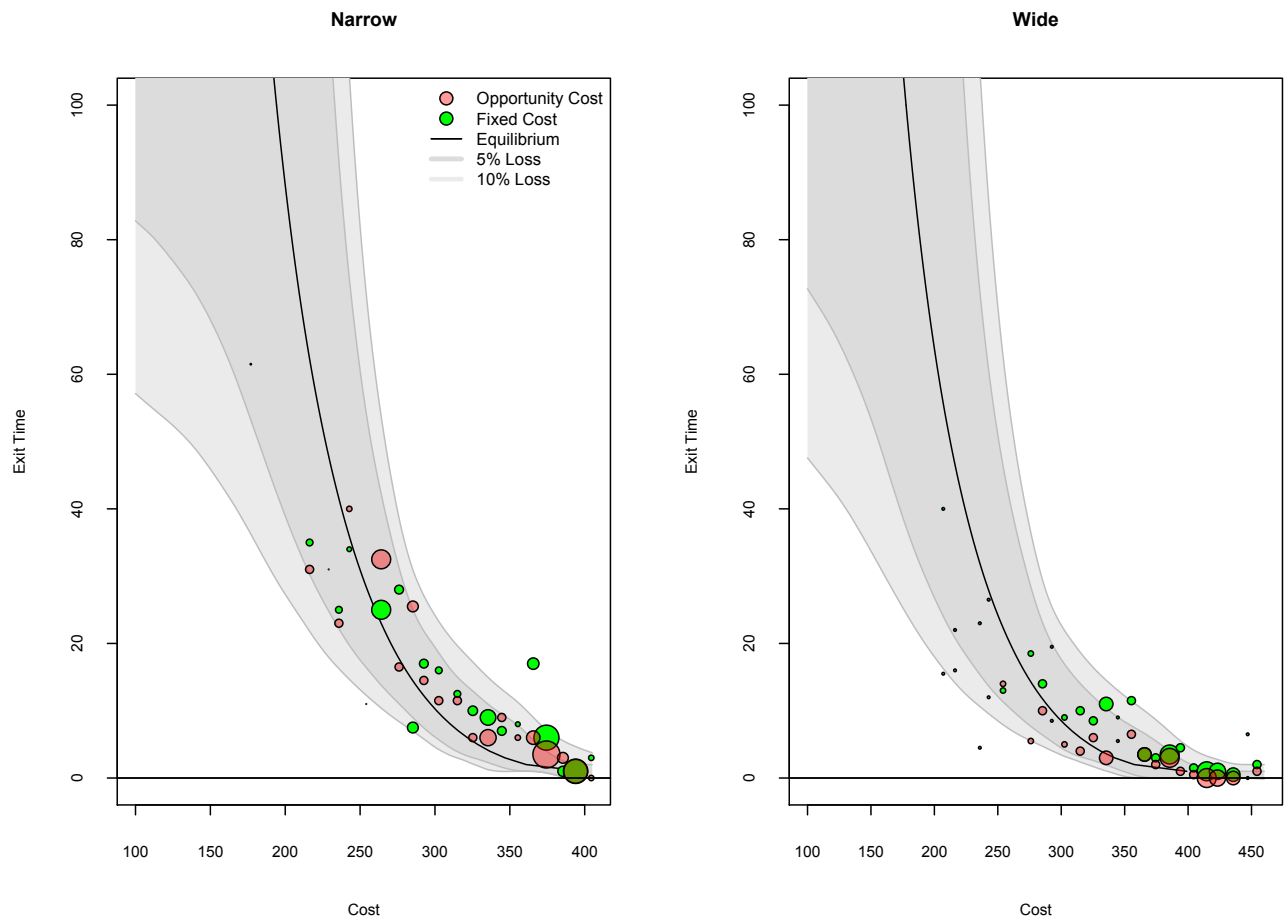 Narrow
Opportunity Cost
Fixed Cost
Equilibrium
5% Loss
10% Loss
100
80
60
40
20
0
Exit Time
100 150 200 250 300 350 400
Cost
Wide
100
80
60
40
20
0
Exit Time
100 150 200 250 300 350 400 450
Cost